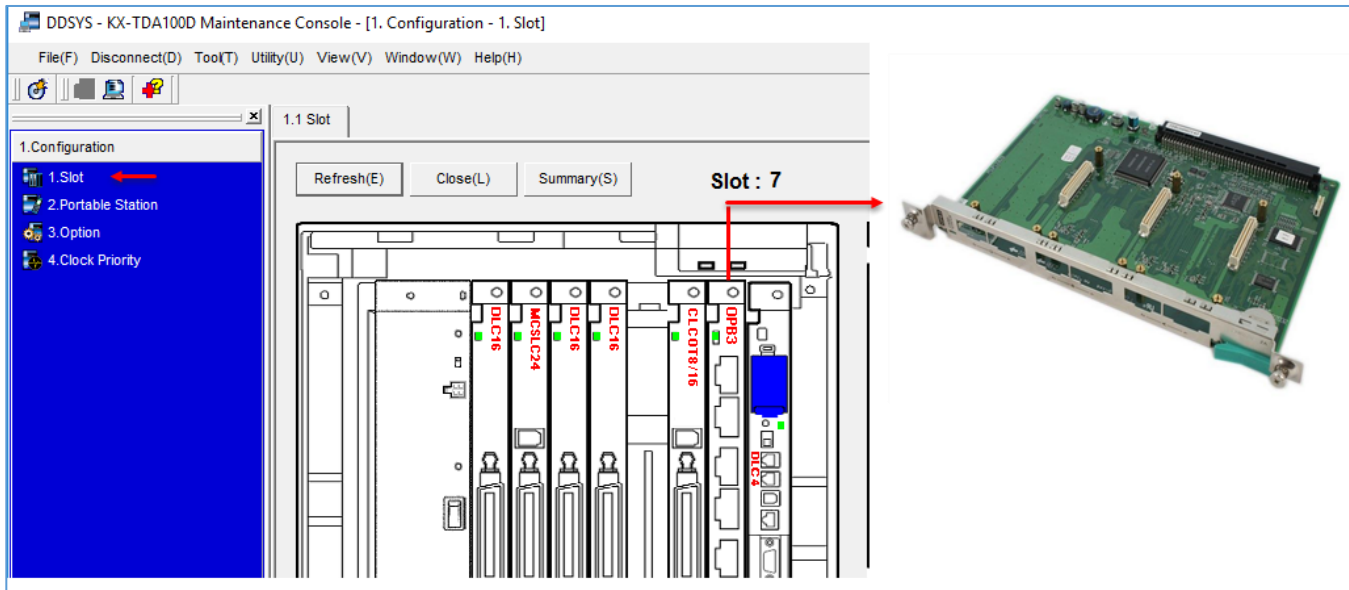 DDSYS - KX-TDA100D Maintenance Console - [1. Configuration - 1. Slot]
File(F) Disconnect(D) Tool(T) Utility(U) View(V) Window(W) Help(H)
1.1 Slot
1.Configuration
1.Slot
2.Portable Station
3.Option
4.Clock Priority
Refresh(E) Close(L) Summary(S) Slot : 7
DLC16
MCSLC24
DLC16
DLC16
CLCOT8/16
OPB3
DLC4